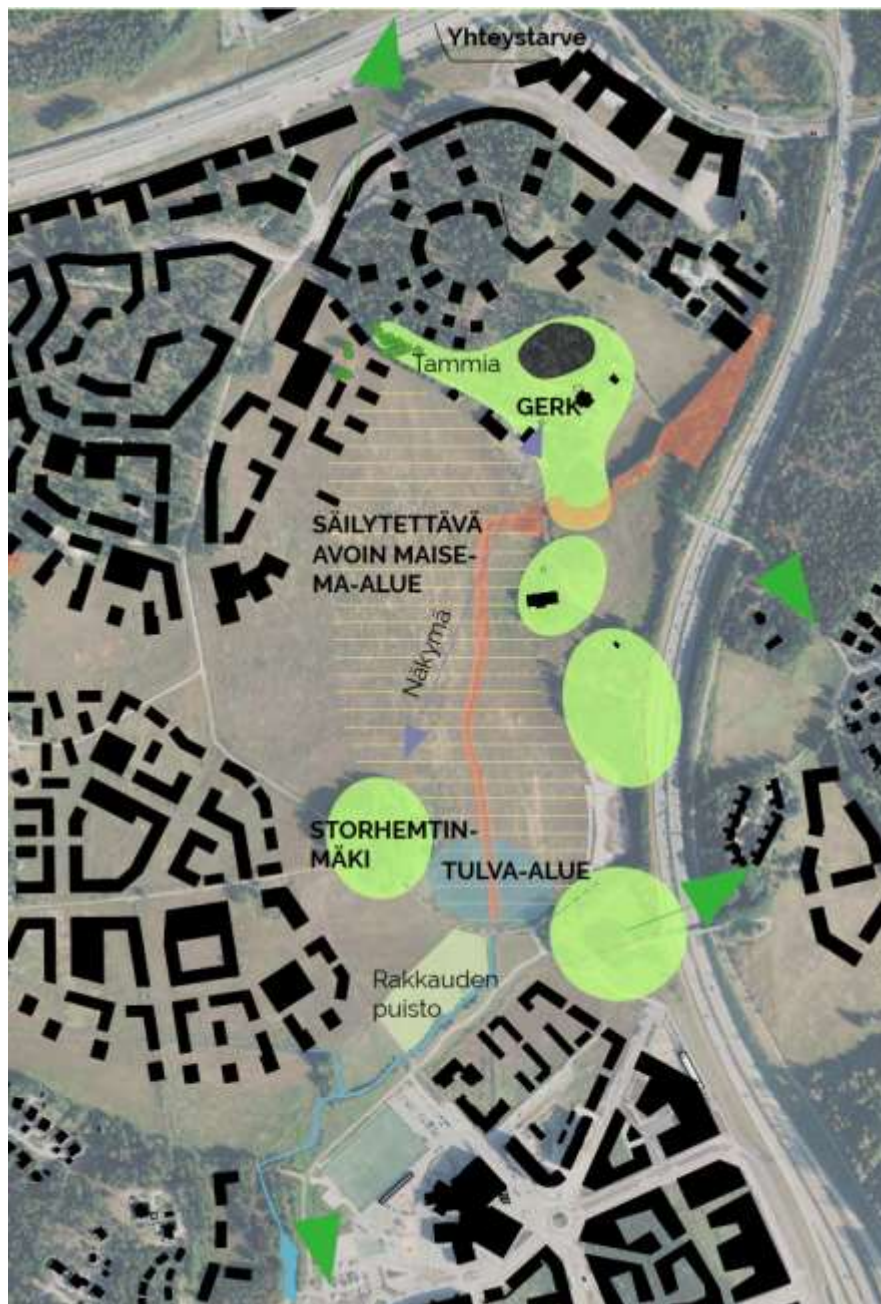 Yhteystarve
Tammia
GERK
SÄILYTETTÄVÄ
AVOIN MAISE-
MA-ALUE
Näkymä
STORHEMTIN-
MÄKI
TULVA-ALUE
Rakkauden
puisto